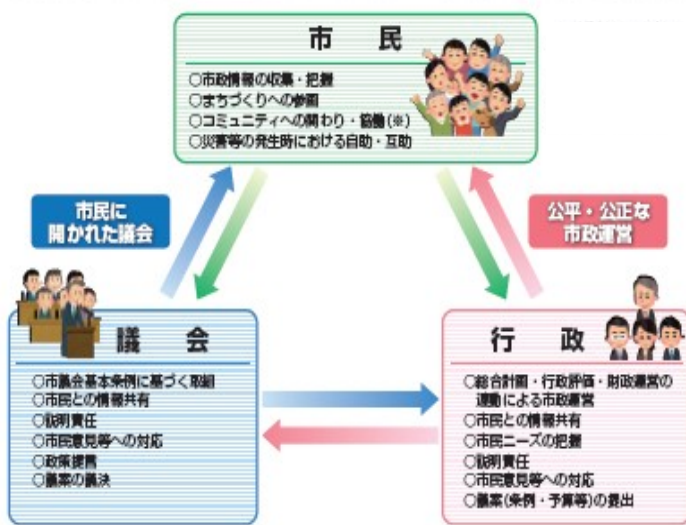 市　民
○市政情報の収集・把握
○まちづくりへの参画
○コミュニティへの関わり・協働(※)
○災害等の発生時における自助・互助
市民に
開かれた議会
公平・公正な
市政運営
議　会
○市議会基本条例に基づく取組
○市民との情報共有
○説明責任
○市民意見等への対応
○政策提言
○議案の議決
行　政
○総合計画・行政評価・財政運営の
連動による市政運営
○市民との情報共有
○市民ニーズの把握
○説明責任
○市民意見等への対応
○議案(条例・予算等)の提出